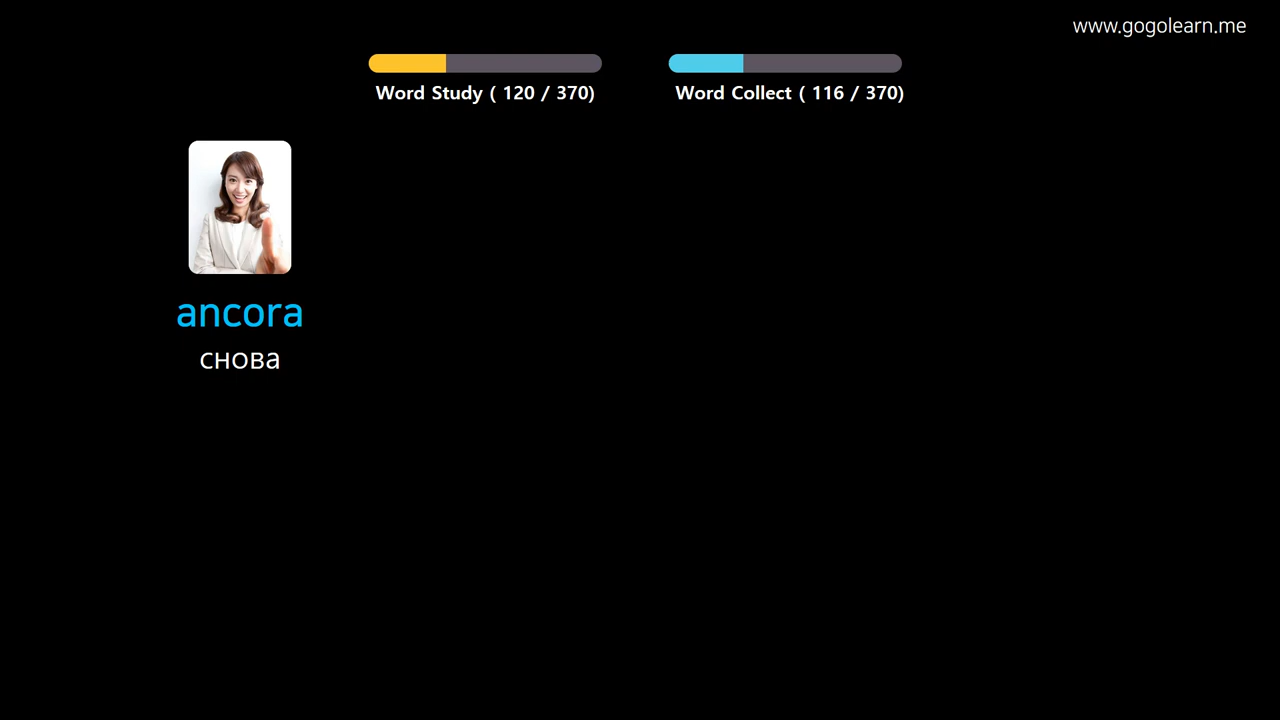 www.gogolearn.me
Word Study ( 120 / 370)
Word Collect ( 116 / 370)
ancora
снова